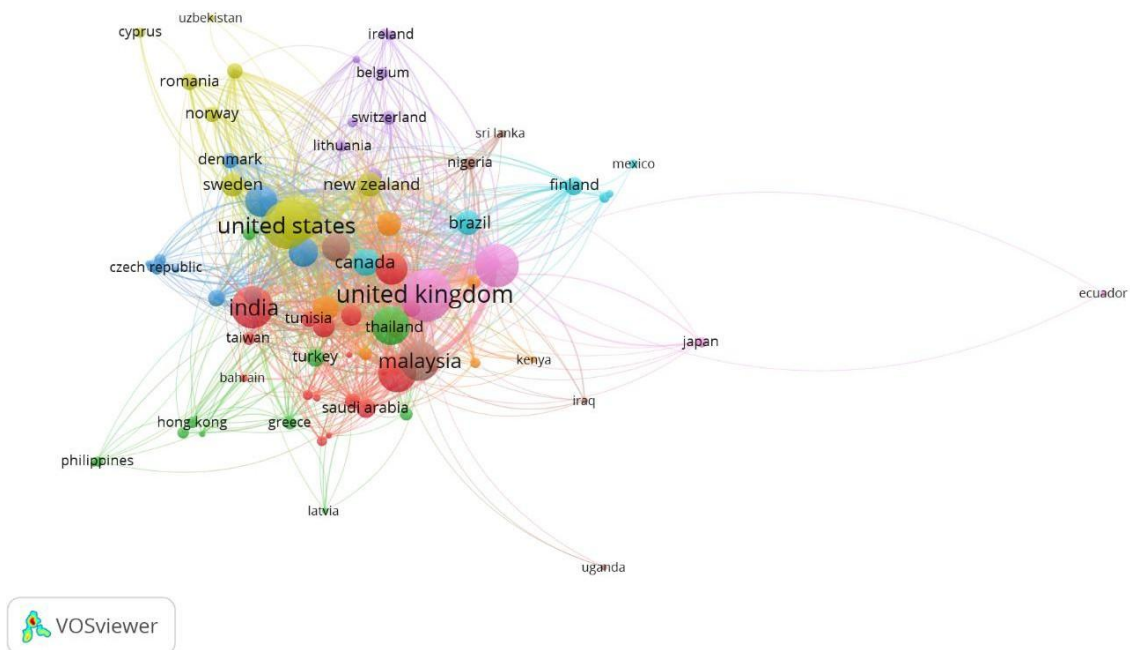 uzbekistan
cyprus
ireland
romania
belgium
norway
switzerland
sri lanka
lithuania
denmark
nigeria
mexico
sweden
new zealand
finland
united states
brazil
canada
czech republic
united kingdom
ecuador
india
tunisia
thailand
taiwan
japan
turkey
malaysia
kenya
bahrain
iraq
saudi arabia
hong kong
greece
philippines
latvia
uganda
VOSviewer